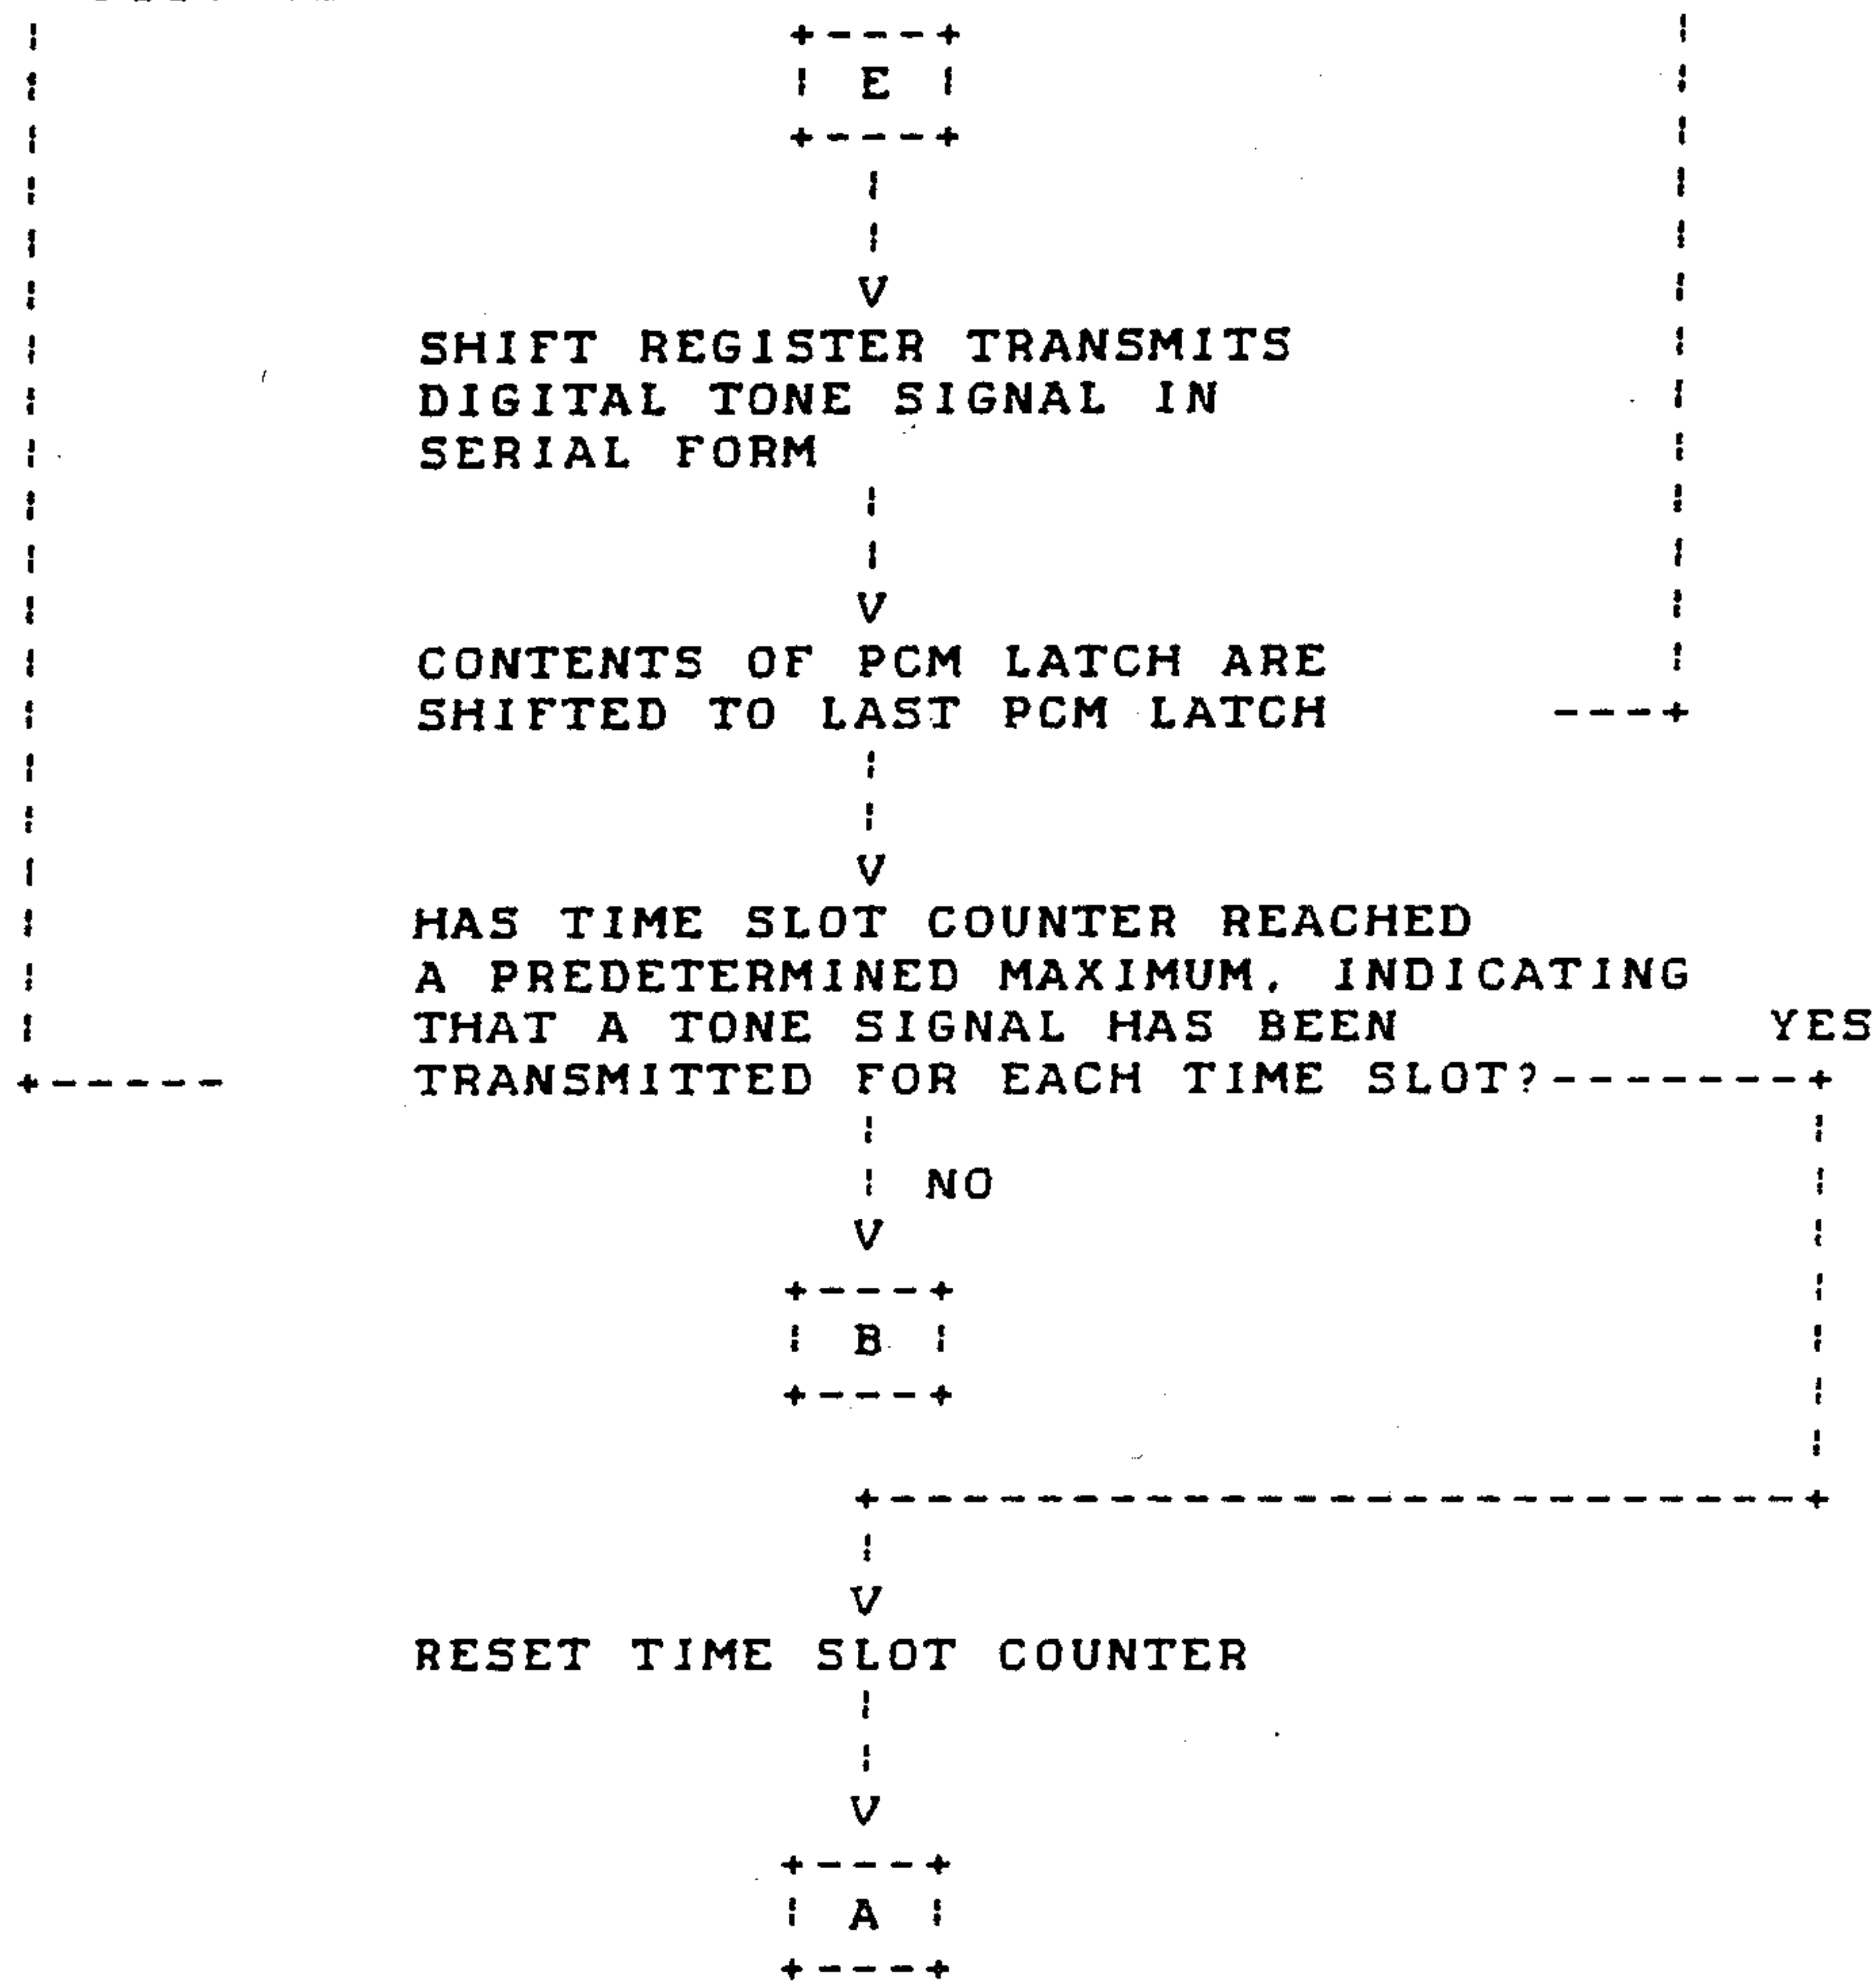 E
SHIFT REGISTER TRANSMITS
DIGITAL TONE SIGNAL IN
SERIAL FORM
CONTENTS OF PCM LATCH ARE
SHIFTED TO LAST PCM LATCH
HAS TIME SLOT COUNTER REACHED
A PREDETERMINED MAXIMUM, INDICATING
THAT A TONE SIGNAL HAS BEEN YES
TRANSMITTED FOR EACH TIME SLOT?
NO
B
RESET TIME SLOT COUNTER
A